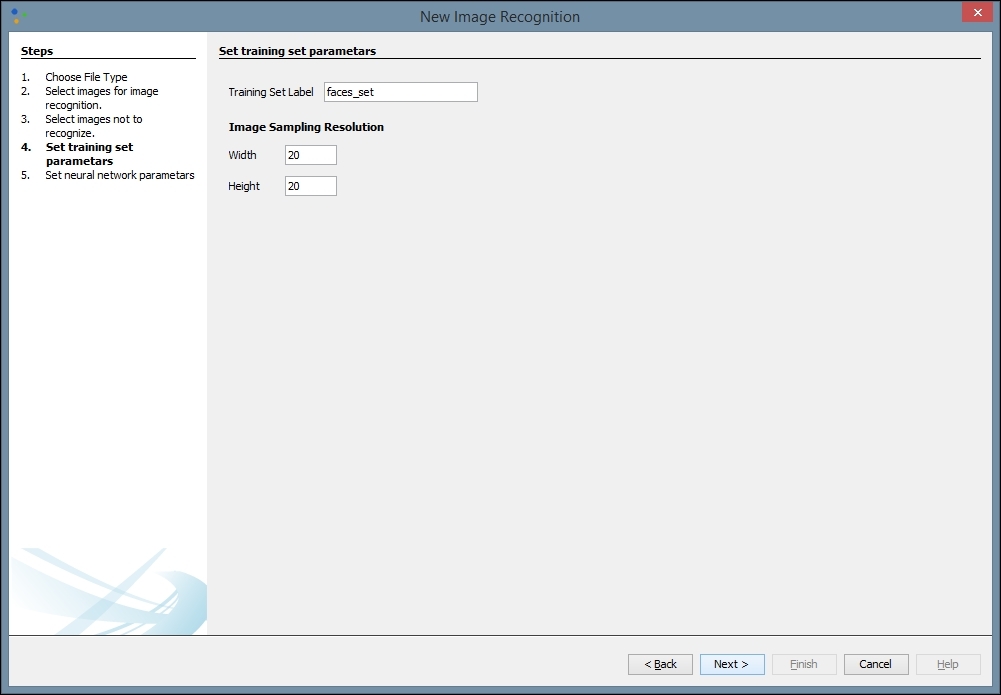 New Image Recognition
Steps
1. Choose File Type
2. Select images for image
recognition.
3. Select images not to
recognize.
4. Set training set
parametars
5. Set neural network parametars
Set training set parametars
Training Set Label faces_set
Image Sampling Resolution
Width 20
Height 20
< Back Next > Finish Cancel Help